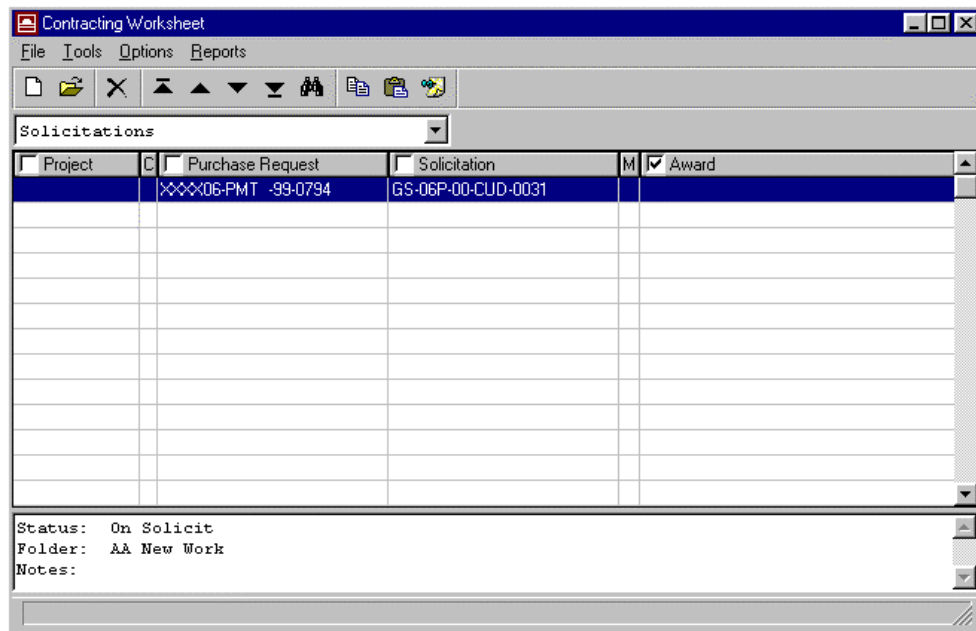 Contracting Worksheet
File Tools Options Reports
Solicitations
Project C Purchase Request Solicitation M Award
XXXX06-PMT -99-0794 GS-06P-00-CUD-0031
Status: On Solicit
Folder: AA New Work
Notes: